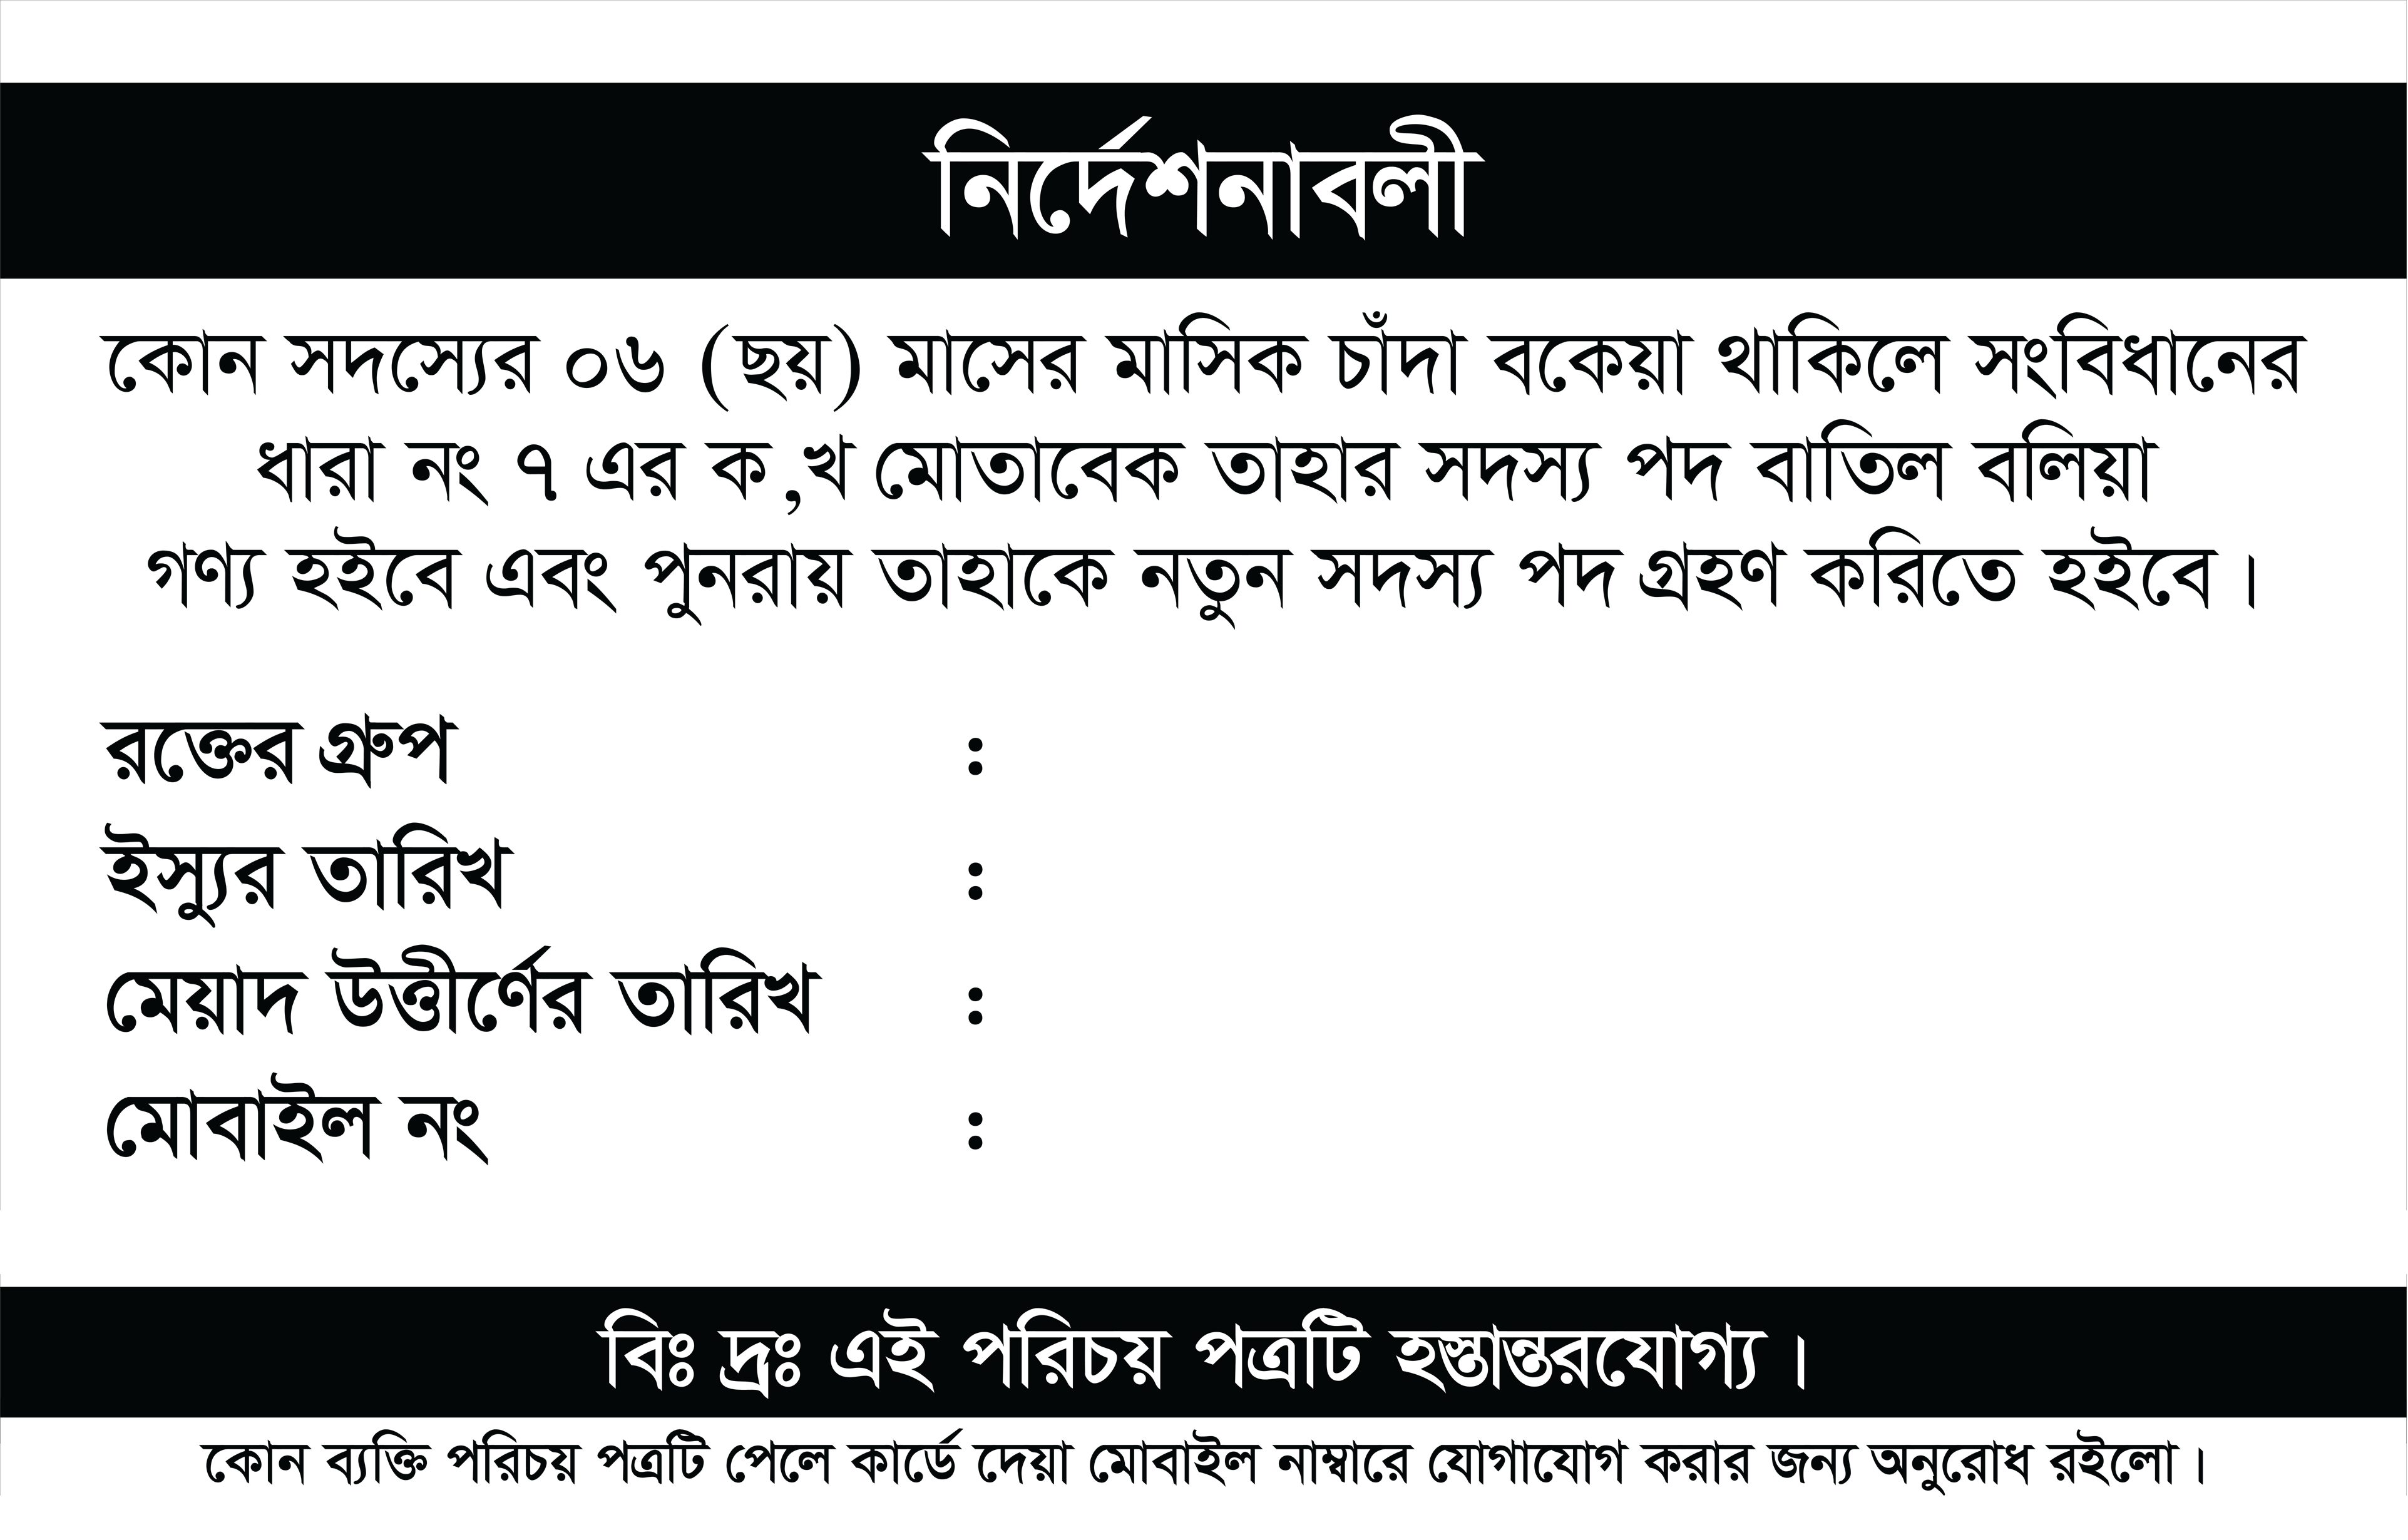 নির্দেশনাবলী
কোন সদস্যের ০৬ (ছয়) মাসের মাসিক চাঁদা বকেয়া থাকিলে সংবিধানের
ধারা নং ৭ এর ক,খ মোতাবেক তাহার সদস্য পদ বাতিল বলিয়া
গণ্য হইবে এবং পুনরায় তাহাকে নতুন সদস্য পদ গ্রহণ করিতে হইবে।
রক্তের গ্রুপ :
ইস্যুর তারিখ :
মেয়াদ উত্তীর্ণের তারিখ :
মোবাইল নং :
বিঃ দ্রঃ এই পরিচয় পত্রটি হস্তান্তরযোগ্য।
কোন ব্যক্তি পরিচয় পত্রটি পেলে কার্ডে দেয়া মোবাইল নাম্বারে যোগাযোগ করার জন্য অনুরোধ রইলো।